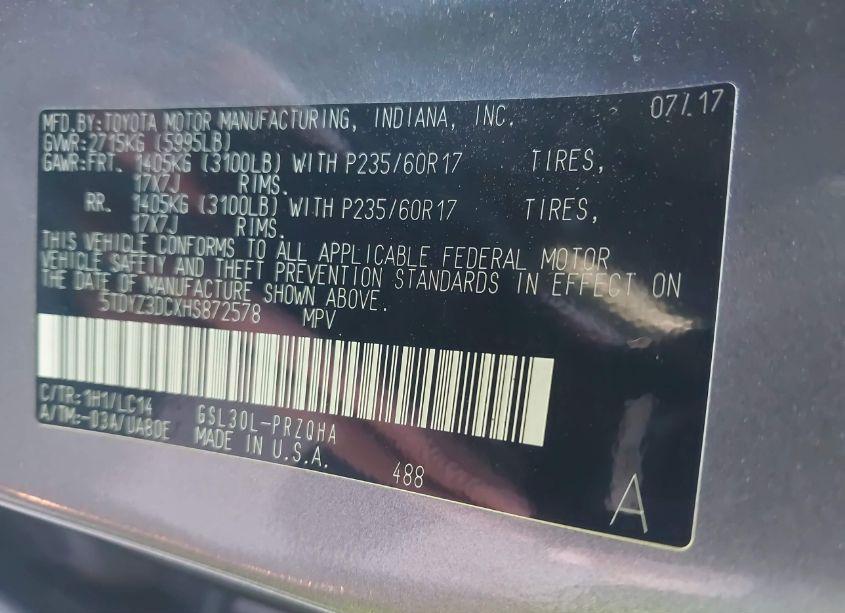 MFD.BY:TOYOTA MOTOR MANUFACTURING, INDIANA, INC. 07/17
GVWR:2715KG (5995LB)
GAWR:FRT. 1405KG (3100LB) WITH P235/60R17 TIRES,
17X7J RIMS.
RR. 1405KG (3100LB) WITH P235/60R17 TIRES,
17X7J RIMS.
THIS VEHICLE CONFORMS TO ALL APPLICABLE FEDERAL MOTOR
VEHICLE SAFETY AND THEFT PREVENTION STANDARDS IN EFFECT ON
THE DATE OF MANUFACTURE SHOWN ABOVE.
5TDYZ3DCXHS872578 MPV
C/TR:1H1/LC14 GSL30L-PRZQHA
A/TM:-03A/UA80E MADE IN U.S.A.
488
A